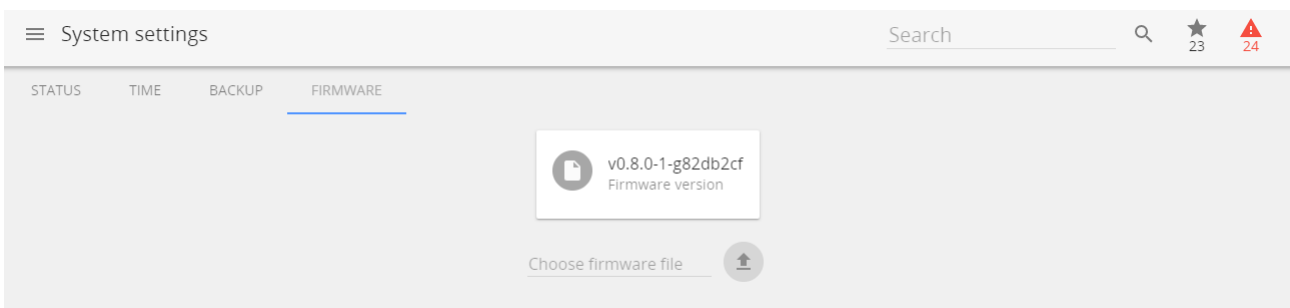 System settings
Search
23
24
STATUS TIME BACKUP FIRMWARE
v0.8.0-1-g82db2cf
Firmware version
Choose firmware file